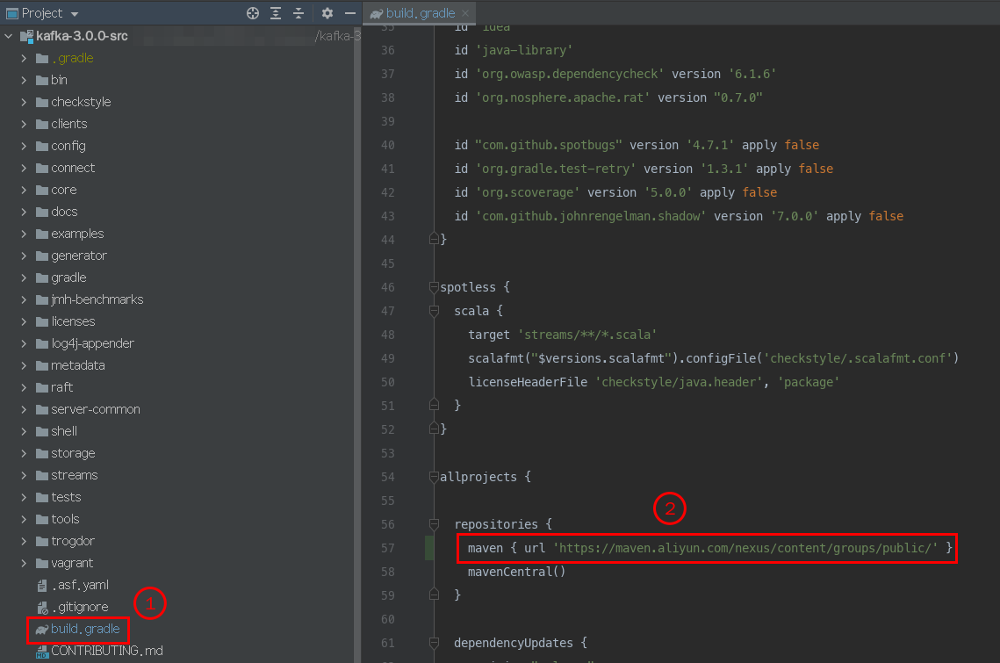 Project
build.gradle
kafka-3.0.0-src
/kafka-3
.gradle
bin
checkstyle
clients
config
connect
core
docs
examples
generator
gradle
jmh-benchmarks
licenses
log4j-appender
metadata
raft
server-common
shell
storage
streams
tests
tools
trogdor
vagrant
.asf.yaml
.gitignore
1
build.gradle
CONTRIBUTING.md
35 id 'idea'
36 id 'java-library'
37 id 'org.owasp.dependencycheck' version '6.1.6'
38 id 'org.nosphere.apache.rat' version "0.7.0"
39
40 id "com.github.spotbugs" version '4.7.1' apply false
41 id 'org.gradle.test-retry' version '1.3.1' apply false
42 id 'org.scoverage' version '5.0.0' apply false
43 id 'com.github.johnrengelman.shadow' version '7.0.0' apply false
44 }
45
46 spotless {
47 scala {
48 target 'streams/**/*.scala'
49 scalafmt("$versions.scalafmt").configFile('checkstyle/.scalafmt.conf')
50 licenseHeaderFile 'checkstyle/java.header', 'package'
51 }
52 }
53
54 allprojects {
55
2
56 repositories {
57 maven { url 'https://maven.aliyun.com/nexus/content/groups/public/' }
58 mavenCentral()
59 }
60
61 dependencyUpdates {